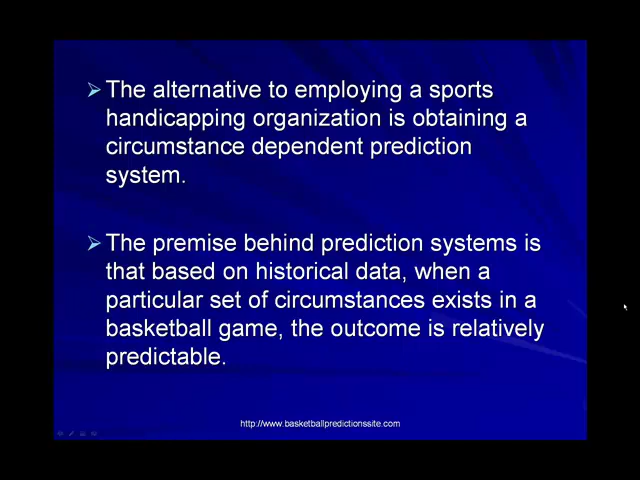 The alternative to employing a sports
handicapping organization is obtaining a
circumstance dependent prediction
system.
The premise behind prediction systems is
that based on historical data, when a
particular set of circumstances exists in a
basketball game, the outcome is relatively
predictable.
http://www.basketballpredictionssite.com